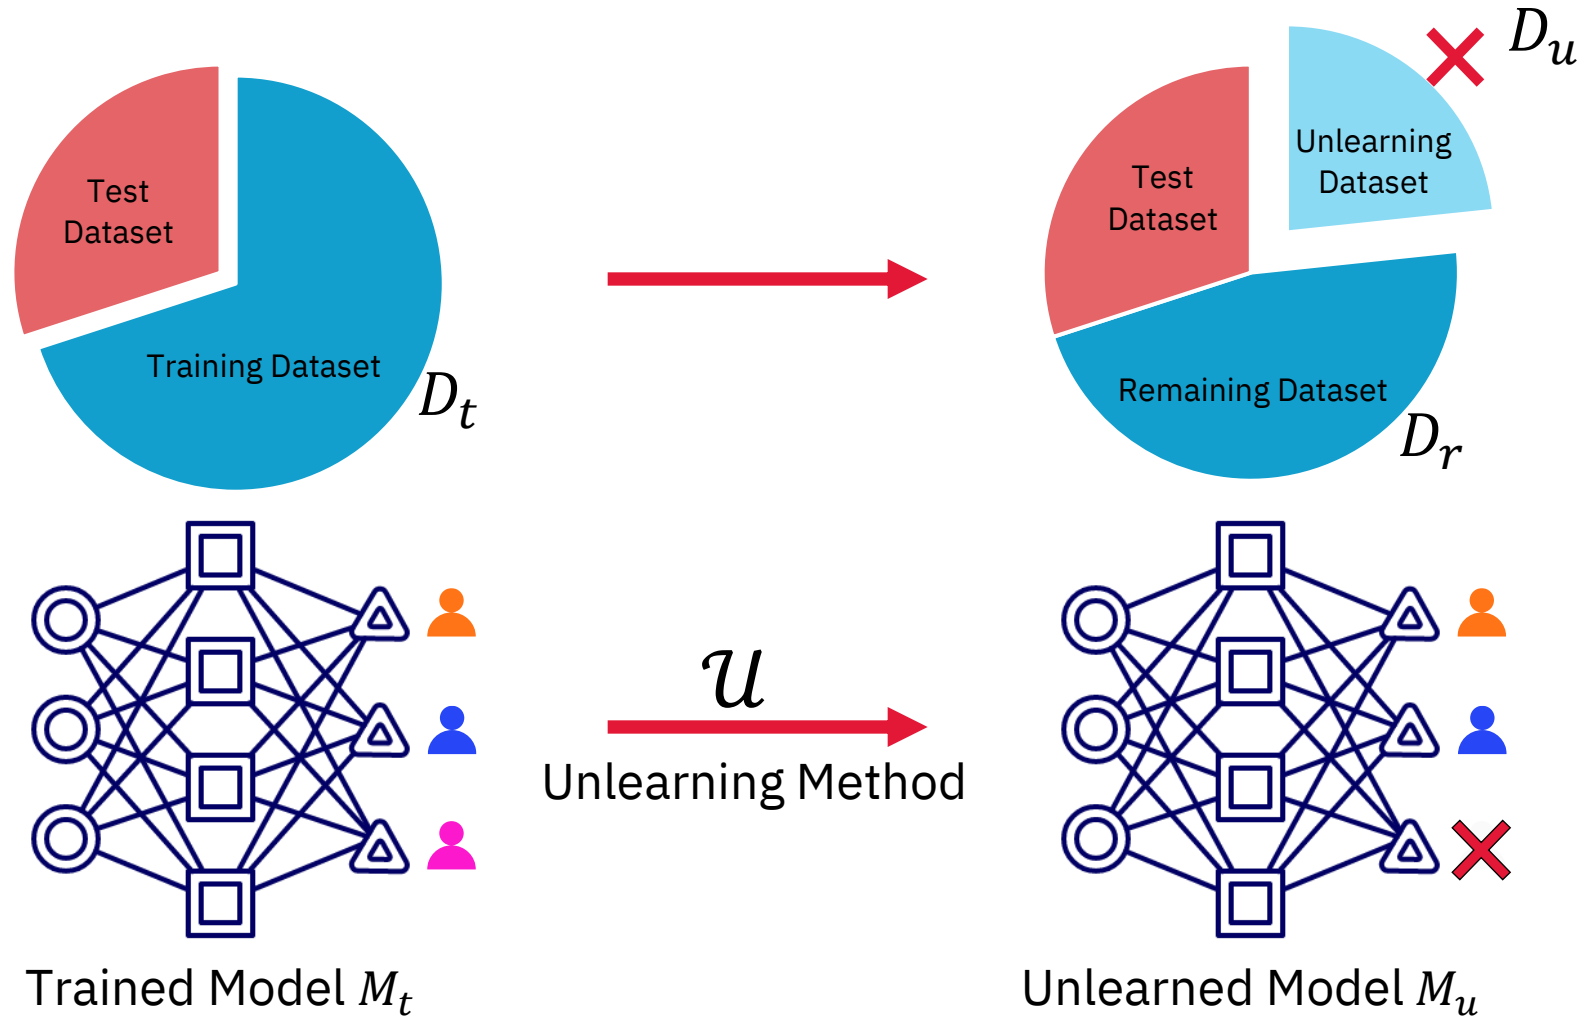 Test
Dataset
Training Dataset
D_t
D_u
Unlearning
Dataset
Test
Dataset
Remaining Dataset
D_r
𝒰
Unlearning Method
Trained Model M_t
Unlearned Model M_u